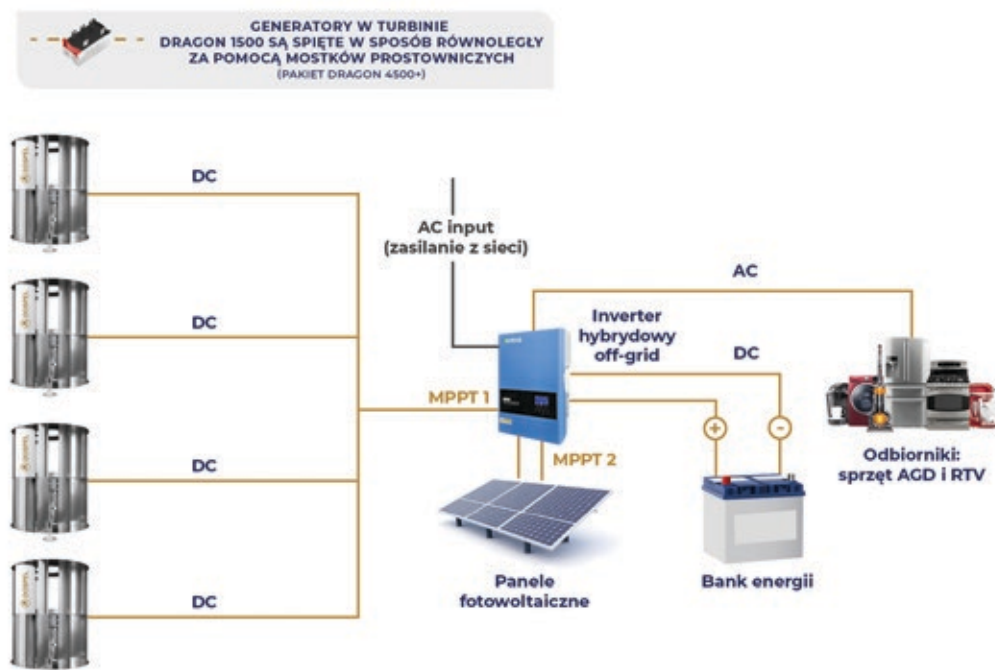 GENERATORY W TURBINIE
DRAGON 1500 SĄ SPIĘTE W SPOSÓB RÓWNOLEGŁY
ZA POMOCĄ MOSTKÓW PROSTOWNICZYCH
(PAKIET DRAGON 4500+)
DC
AC input
(zasilanie z sieci)
AC
DC
Inverter
hybrydowy
off-grid
DC
MPPT 1
+
-
MPPT 2
Odbiorniki:
sprzęt AGD i RTV
DC
Panele
fotowoltaiczne
Bank energii
DC